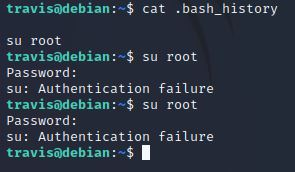 travis@debian:~$ cat .bash_history

su root
travis@debian:~$ su root
Password:
su: Authentication failure
travis@debian:~$ su root
Password:
su: Authentication failure
travis@debian:~$